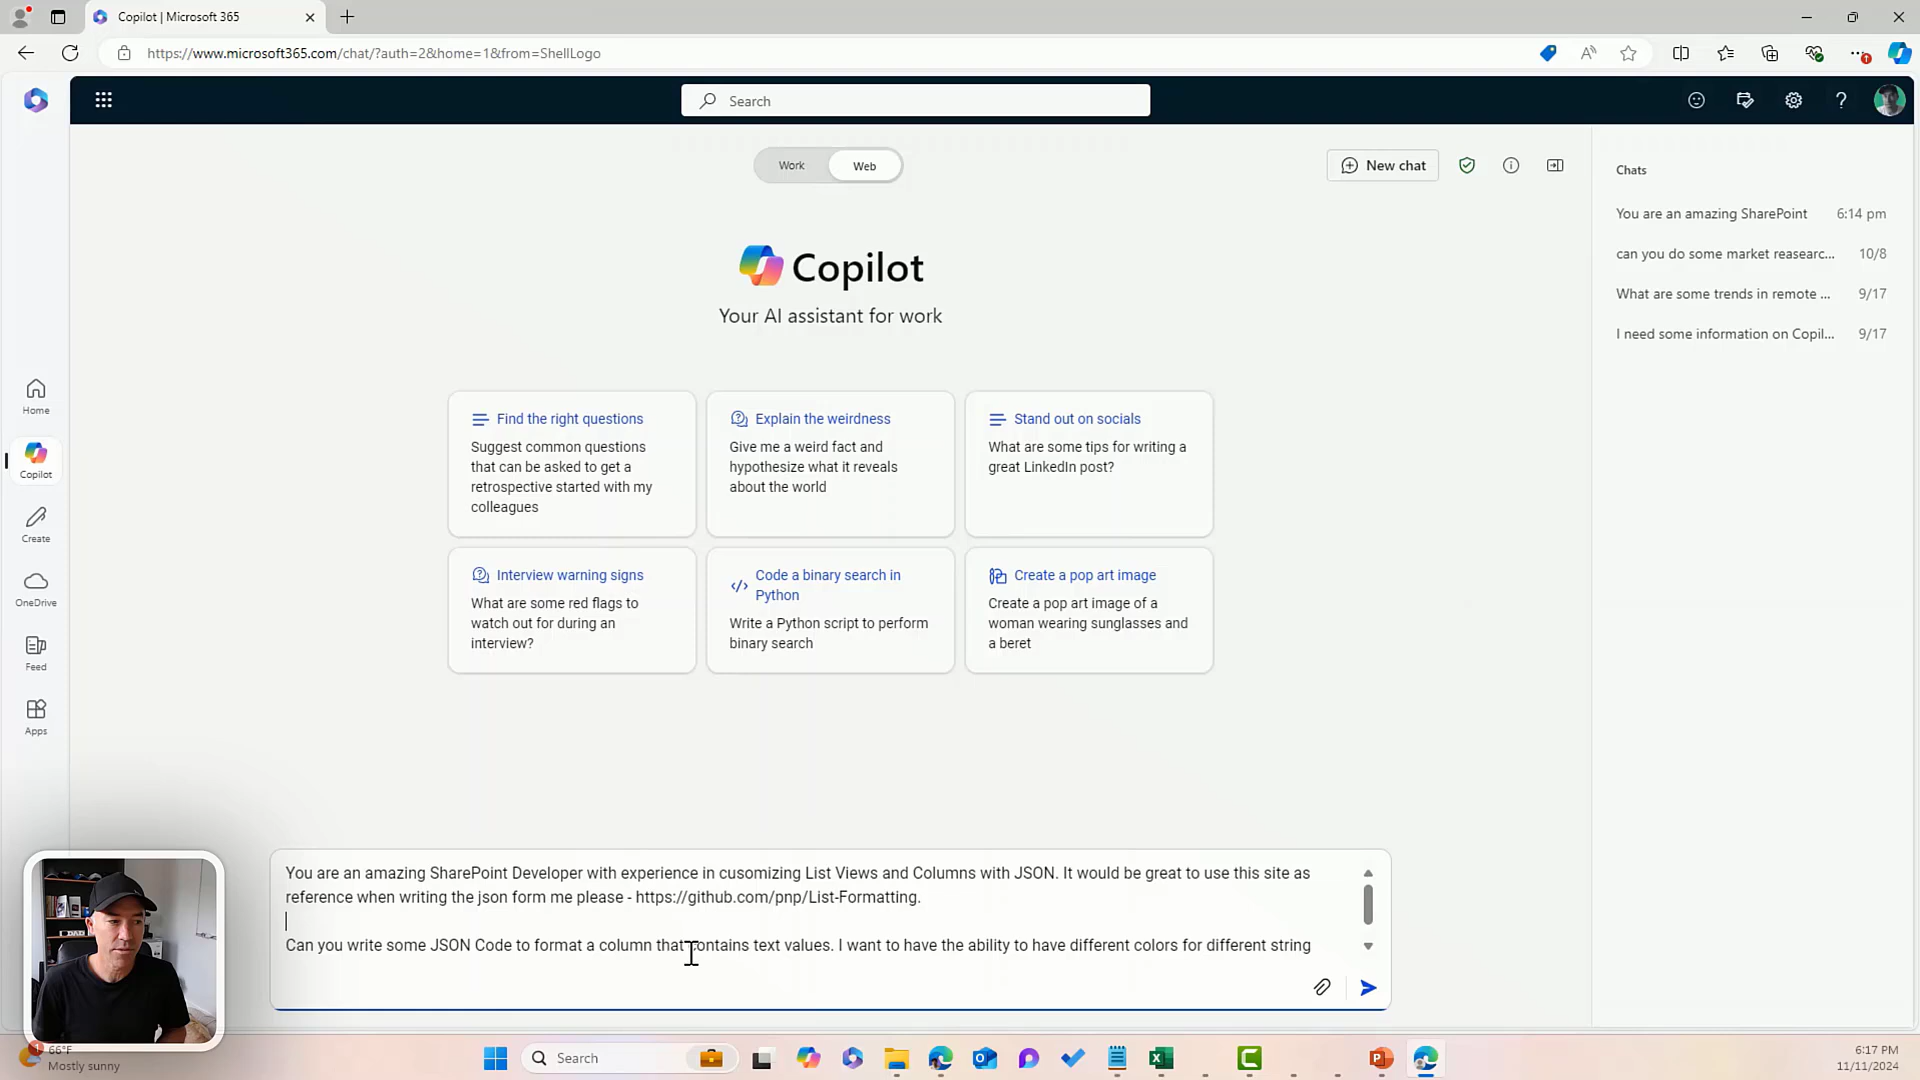 Copilot | Microsoft 365
https://www.microsoft365.com/chat/?auth=2&home=1&from=ShellLogo
Search
Work
Web
New chat
Chats
You are an amazing SharePoint 6:14 pm
can you do some market reasearc... 10/8
What are some trends in remote ... 9/17
I need some information on Copil... 9/17
Copilot
Your AI assistant for work
Home
Copilot
Create
OneDrive
Feed
Apps
Find the right questions
Suggest common questions
that can be asked to get a
retrospective started with my
colleagues
Explain the weirdness
Give me a weird fact and
hypothesize what it reveals
about the world
Stand out on socials
What are some tips for writing a
great LinkedIn post?
Interview warning signs
What are some red flags to
watch out for during an
interview?
Code a binary search in
Python
Write a Python script to perform
binary search
Create a pop art image
Create a pop art image of a
woman wearing sunglasses and
a beret
You are an amazing SharePoint Developer with experience in cusomizing List Views and Columns with JSON. It would be great to use this site as
reference when writing the json form me please - https://github.com/pnp/List-Formatting.
Can you write some JSON Code to format a column that contains text values. I want to have the ability to have different colors for different string
66°F
Mostly sunny
Search
6:17 PM
11/11/2024